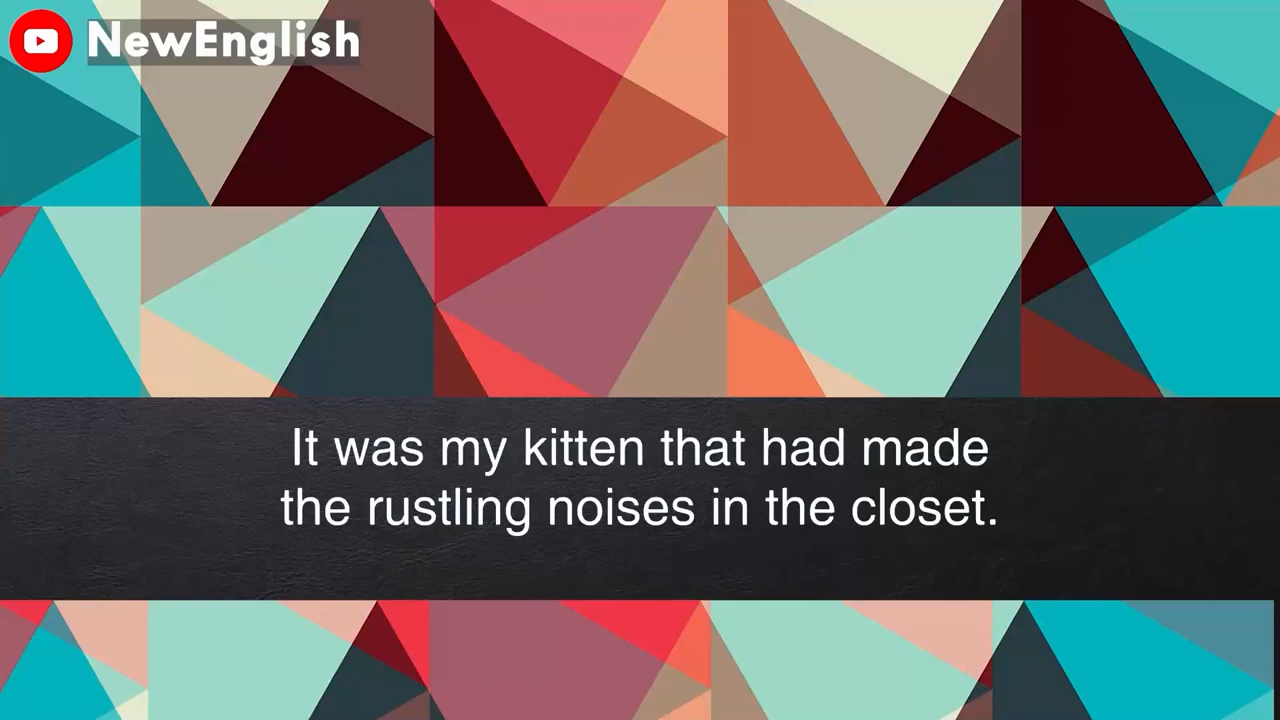 NewEnglish
It was my kitten that had made
the rustling noises in the closet.